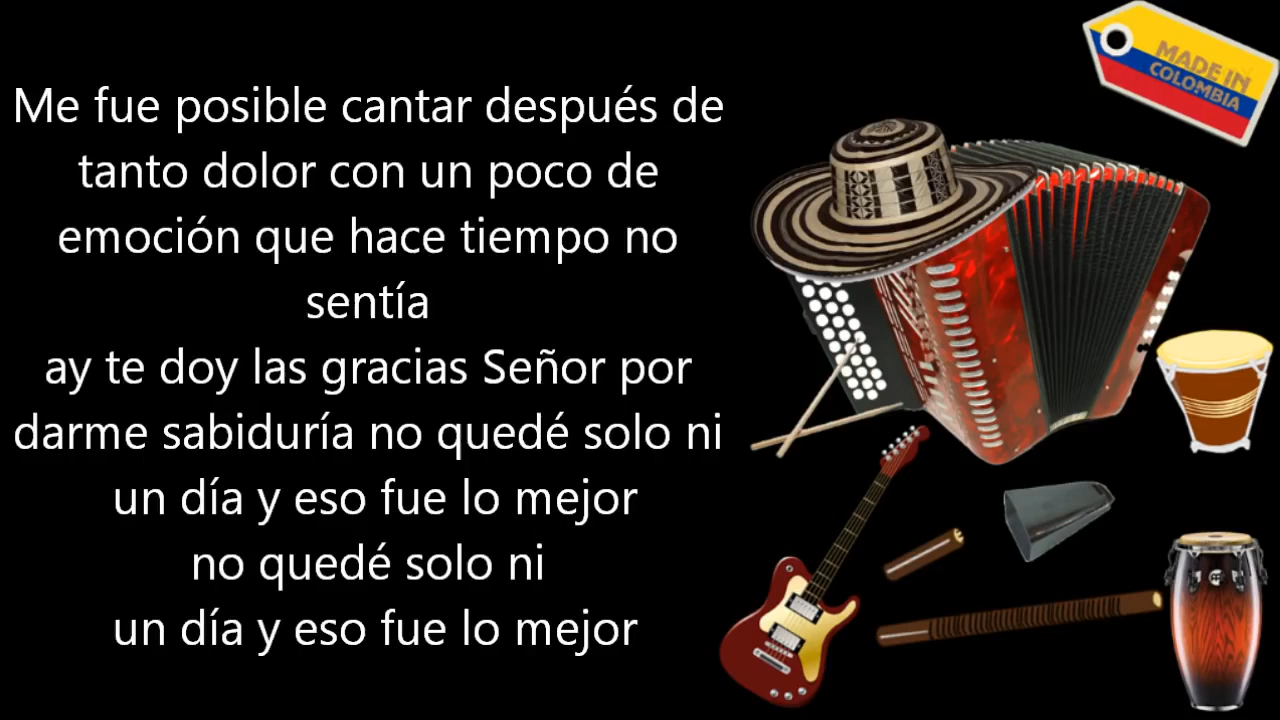 Me fue posible cantar después de
tanto dolor con un poco de
emoción que hace tiempo no
sentía
ay te doy las gracias Señor por
darme sabiduría no quedé solo ni
un día y eso fue lo mejor
no quedé solo ni
un día y eso fue lo mejor
MADE IN
COLOMBIA